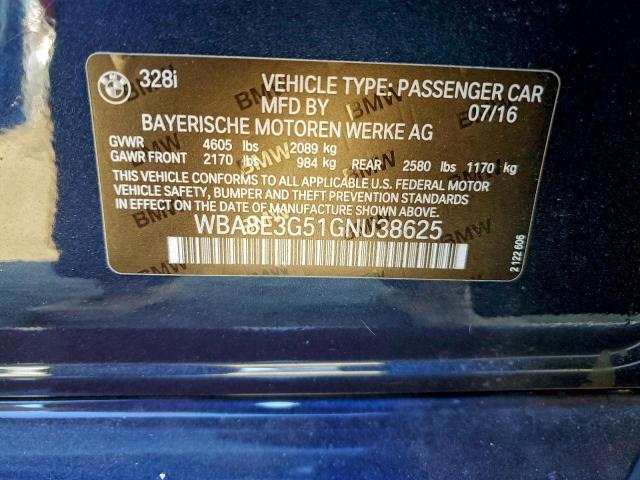 328i
VEHICLE TYPE: PASSENGER CAR
MFD BY 07/16
BAYERISCHE MOTOREN WERKE AG
GVWR 4605 lbs 2089 kg
GAWR FRONT 2170 lbs 984 kg REAR 2580 lbs 1170 kg
THIS VEHICLE CONFORMS TO ALL APPLICABLE U.S. FEDERAL MOTOR
VEHICLE SAFETY, BUMPER AND THEFT PREVENTION STANDARDS
IN EFFECT ON THE DATE OF MANUFACTURE SHOWN ABOVE.
WBA8E3G51GNU38625
2 122 606
BMW